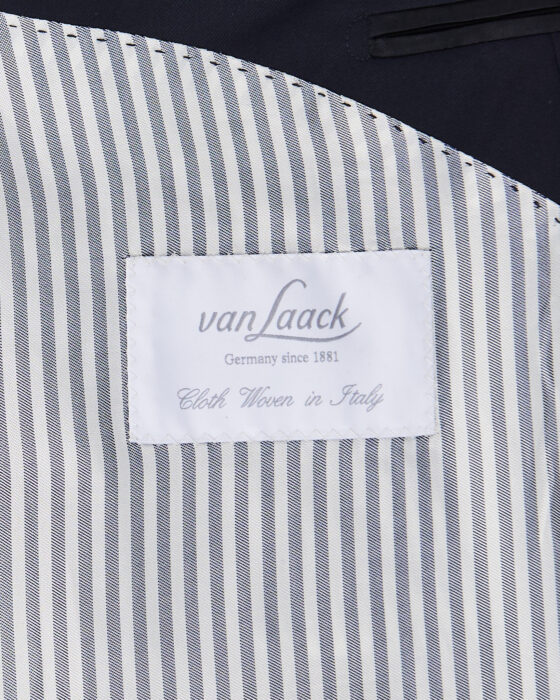 van Laack
Germany since 1881
Cloth Woven in Italy